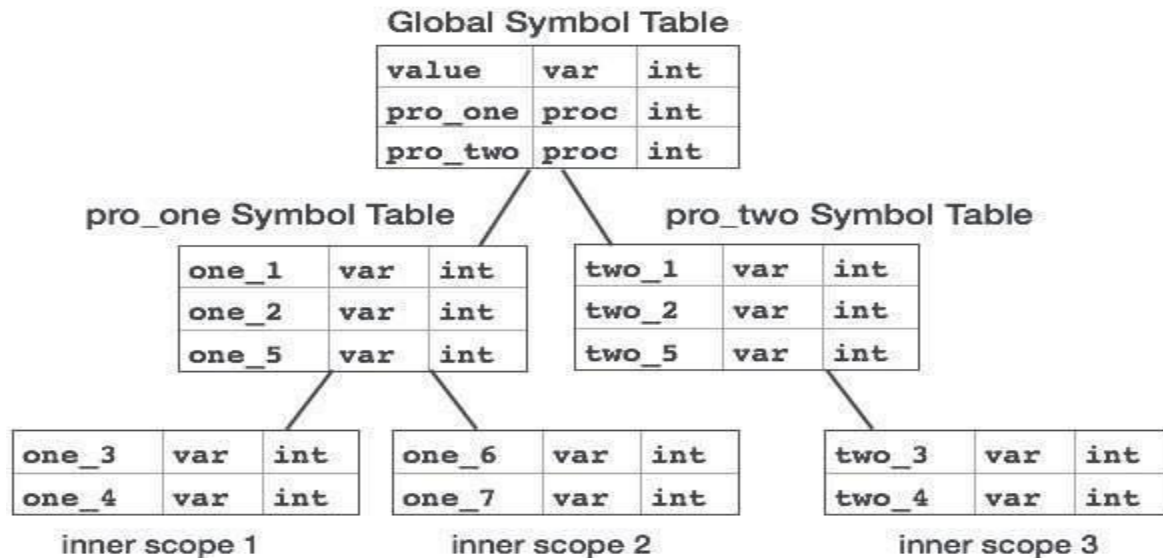 Global Symbol Table
value var int
pro_one proc int
pro_two proc int
pro_one Symbol Table
one_1 var int
one_2 var int
one_5 var int
pro_two Symbol Table
two_1 var int
two_2 var int
two_5 var int
one_3 var int
one_4 var int
inner scope 1
one_6 var int
one_7 var int
inner scope 2
two_3 var int
two_4 var int
inner scope 3